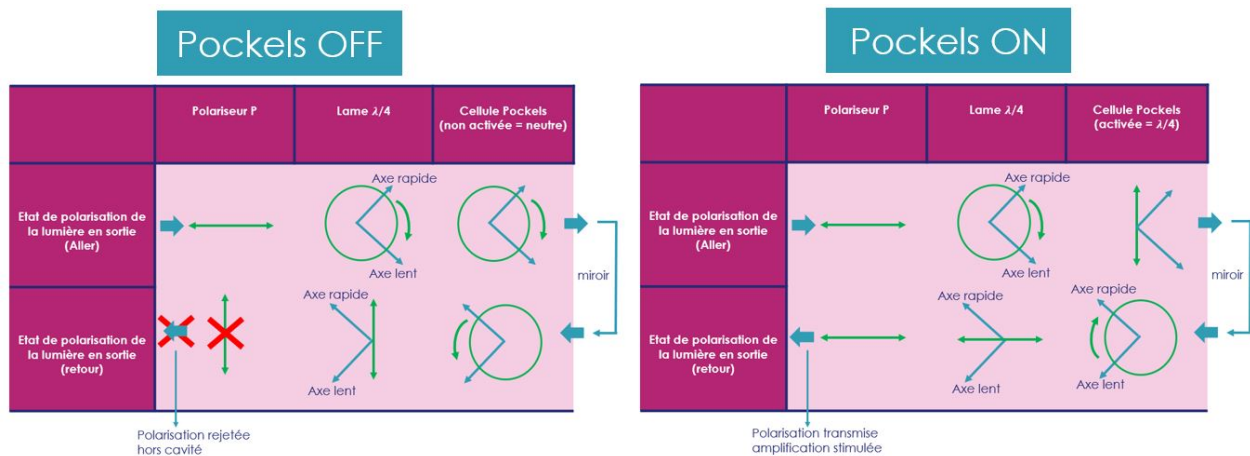 Pockels OFF
Polariseur P
Lame λ/4
Cellule Pockels
(non activée = neutre)
Etat de polarisation de
la lumière en sortie
(Aller)
Axe rapide
Axe lent
miroir
Etat de polarisation de
la lumière en sortie
(retour)
Axe rapide
Axe lent
Polarisation rejetée
hors cavité
Pockels ON
Polariseur P
Lame λ/4
Cellule Pockels
(activée = λ/4)
Etat de polarisation de
la lumière en sortie
(Aller)
Axe rapide
Axe lent
miroir
Etat de polarisation de
la lumière en sortie
(retour)
Axe rapide
Axe lent
Axe rapide
Axe lent
Polarisation transmise
amplification stimulée